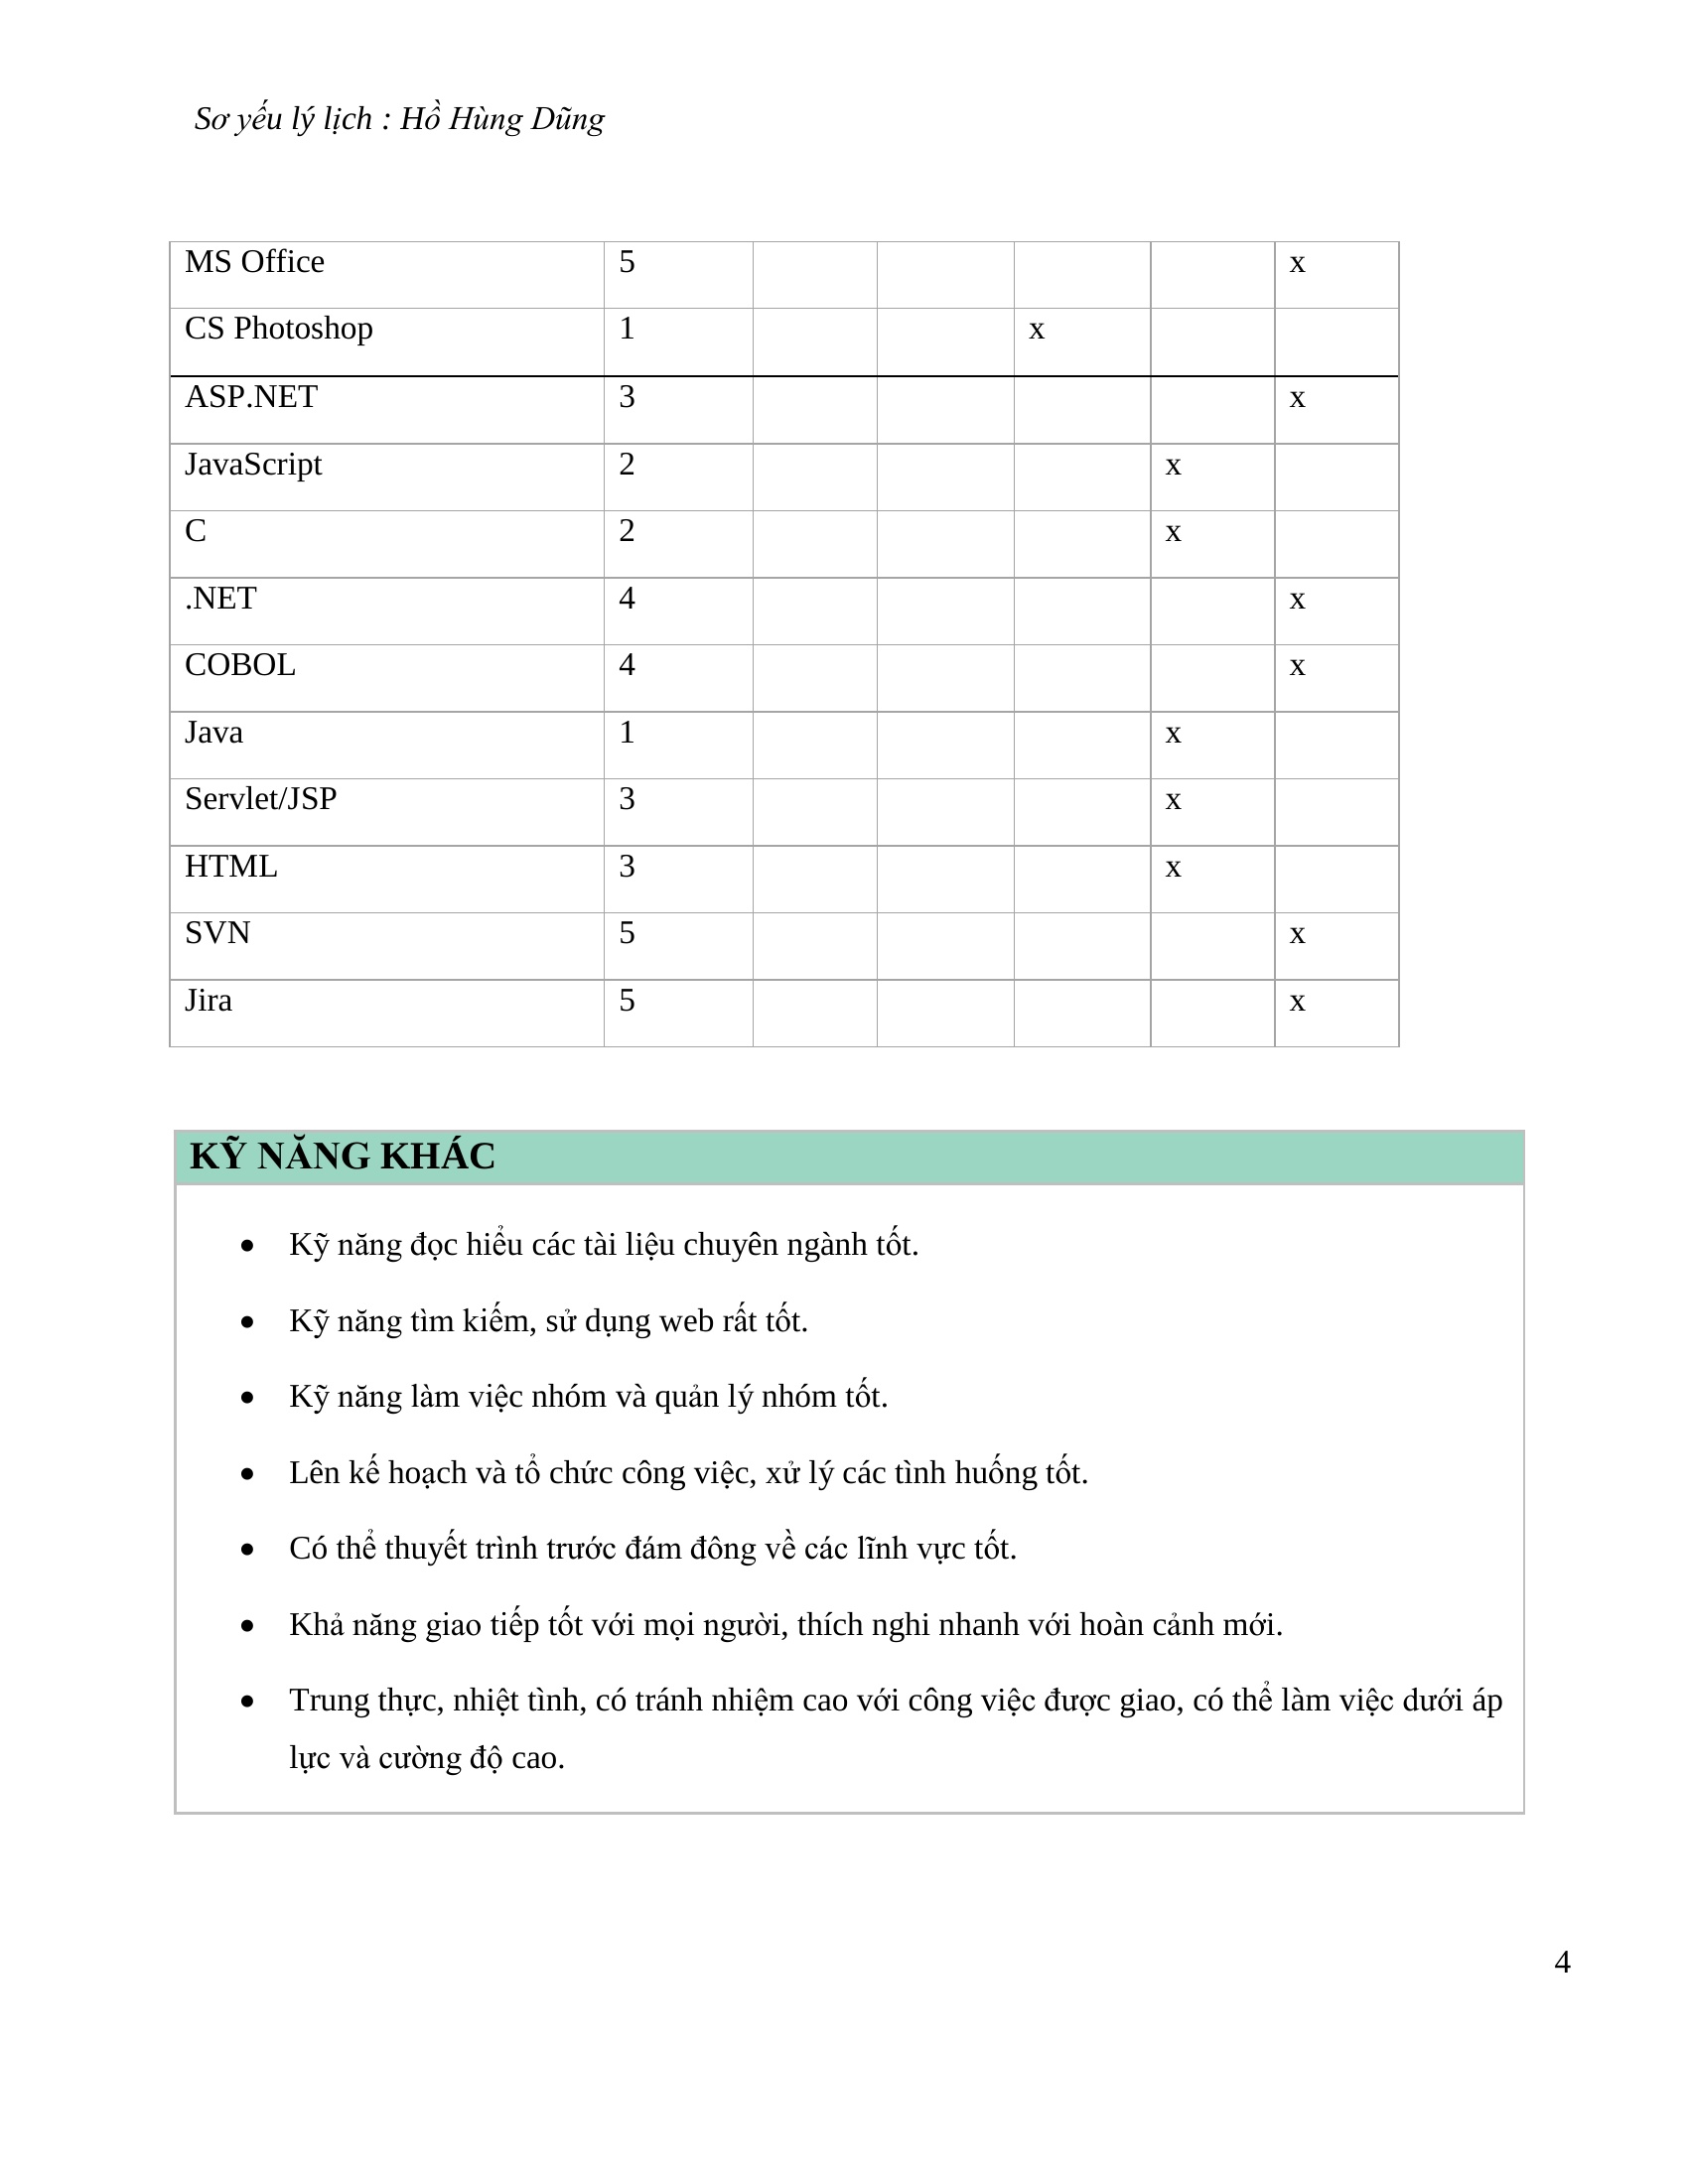 Sơ yếu lý lịch : Hồ Hùng Dũng
MS Office 5 x
CS Photoshop 1 x
ASP.NET 3 x
JavaScript 2 x
C 2 x
.NET 4 x
COBOL 4 x
Java 1 x
Servlet/JSP 3 x
HTML 3 x
SVN 5 x
Jira 5 x
KỸ NĂNG KHÁC
• Kỹ năng đọc hiểu các tài liệu chuyên ngành tốt.
• Kỹ năng tìm kiếm, sử dụng web rất tốt.
• Kỹ năng làm việc nhóm và quản lý nhóm tốt.
• Lên kế hoạch và tổ chức công việc, xử lý các tình huống tốt.
• Có thể thuyết trình trước đám đông về các lĩnh vực tốt.
• Khả năng giao tiếp tốt với mọi người, thích nghi nhanh với hoàn cảnh mới.
• Trung thực, nhiệt tình, có tránh nhiệm cao với công việc được giao, có thể làm việc dưới áp
lực và cường độ cao.
4